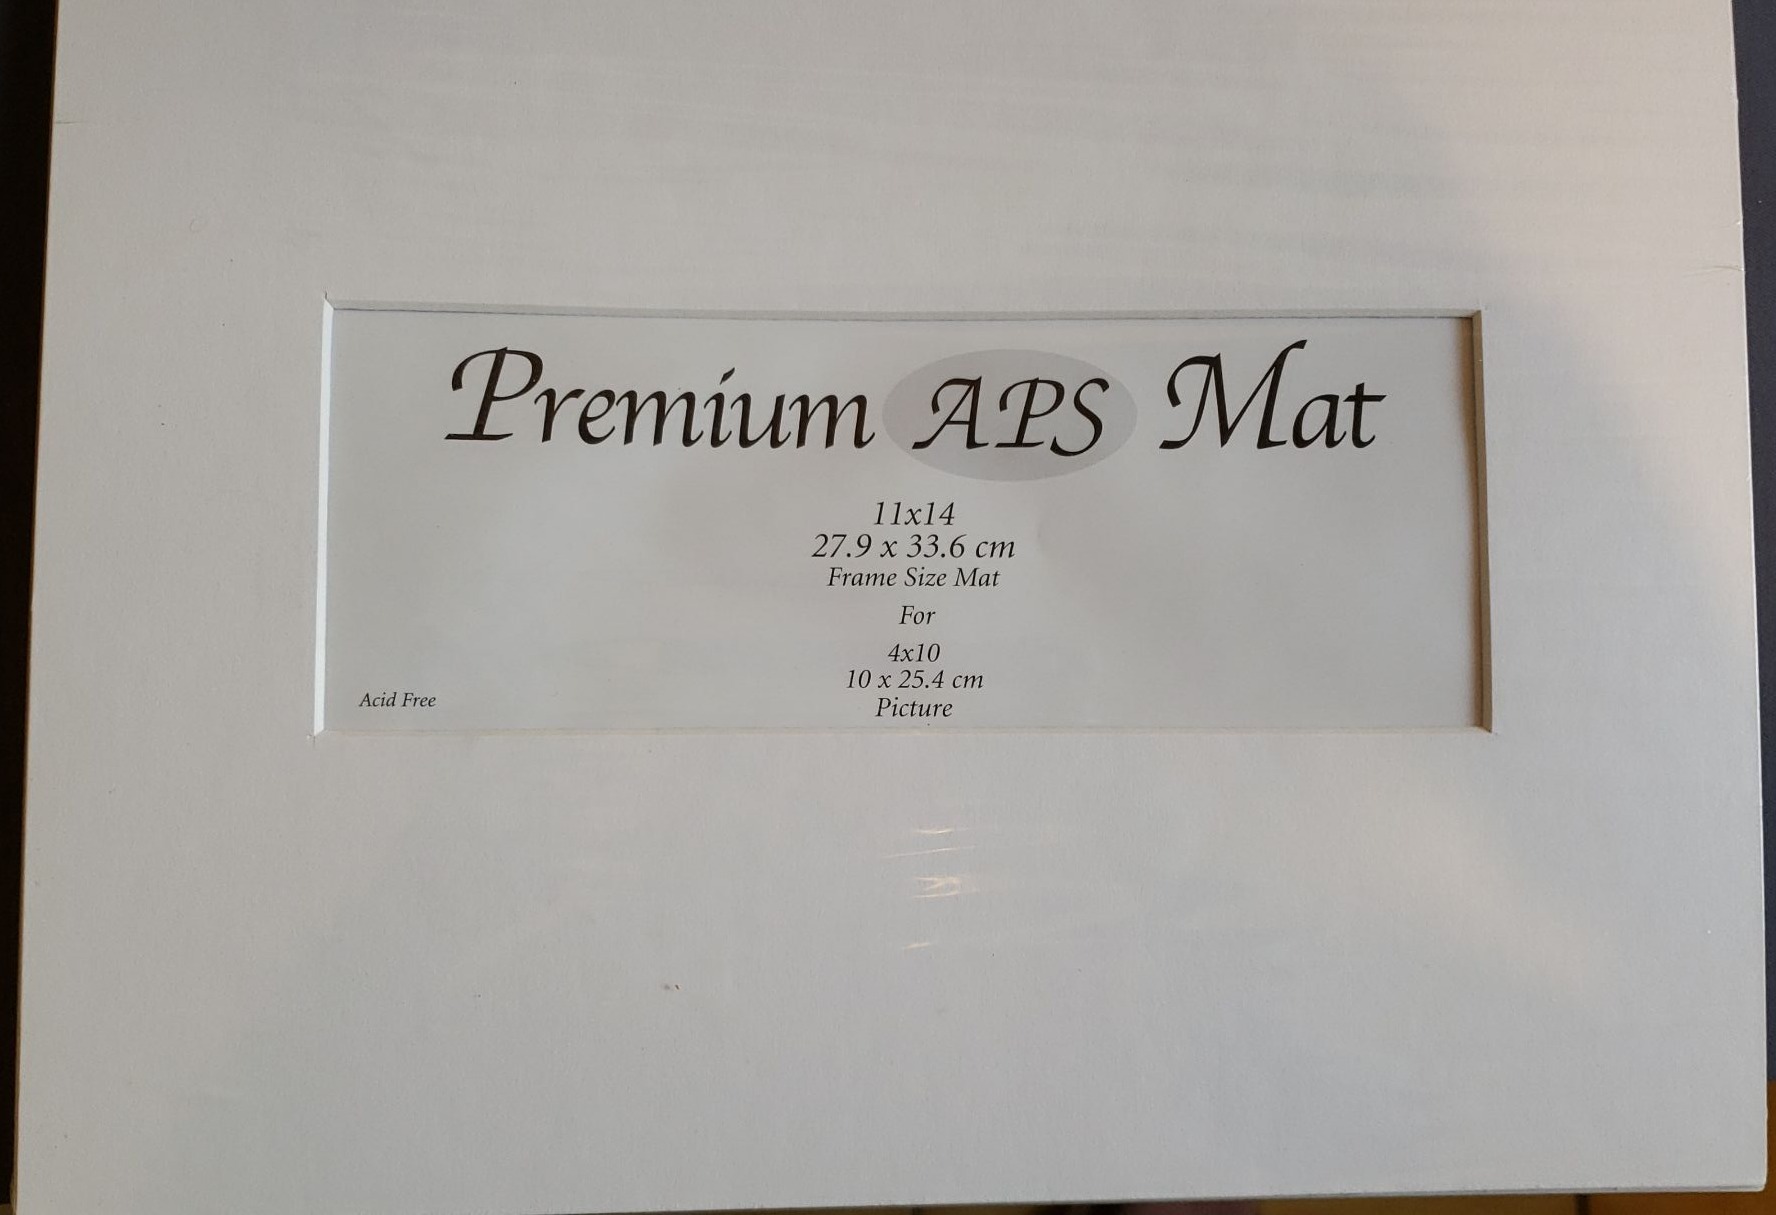 Premium APS Mat
11x14
27.9 x 33.6 cm
Frame Size Mat
For
4x10
10 x 25.4 cm
Picture
Acid Free